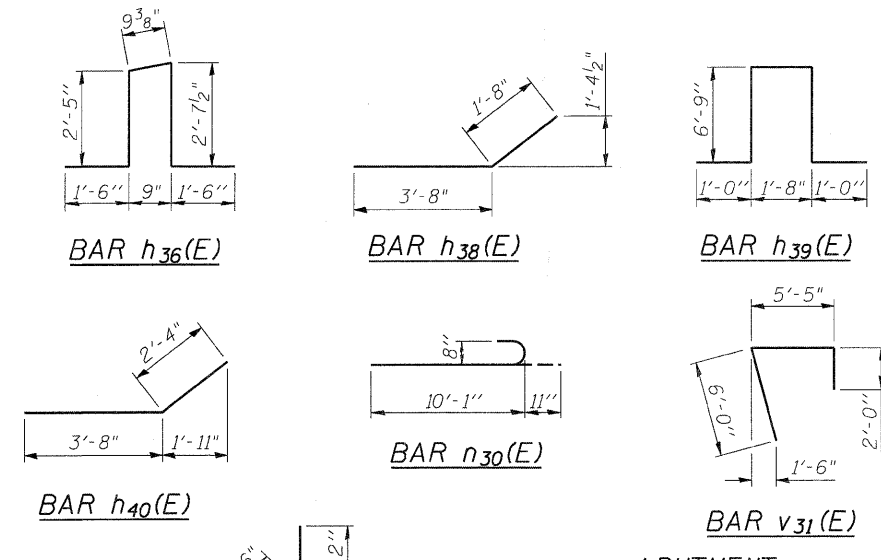 9 3/8"
2'-5"
2'-7 1/2"
1'-6" 9" 1'-6"
BAR h36(E)
1'-8"
1'-4 1/2"
3'-8"
BAR h38(E)
6'-9"
1'-0" 1'-8" 1'-0"
BAR h39(E)
2'-4"
3'-8" 1'-11"
BAR h40(E)
8"
10'-1" 11"
BAR n30(E)
5'-5"
6'-0"
2'-0"
1'-6"
BAR v31(E)